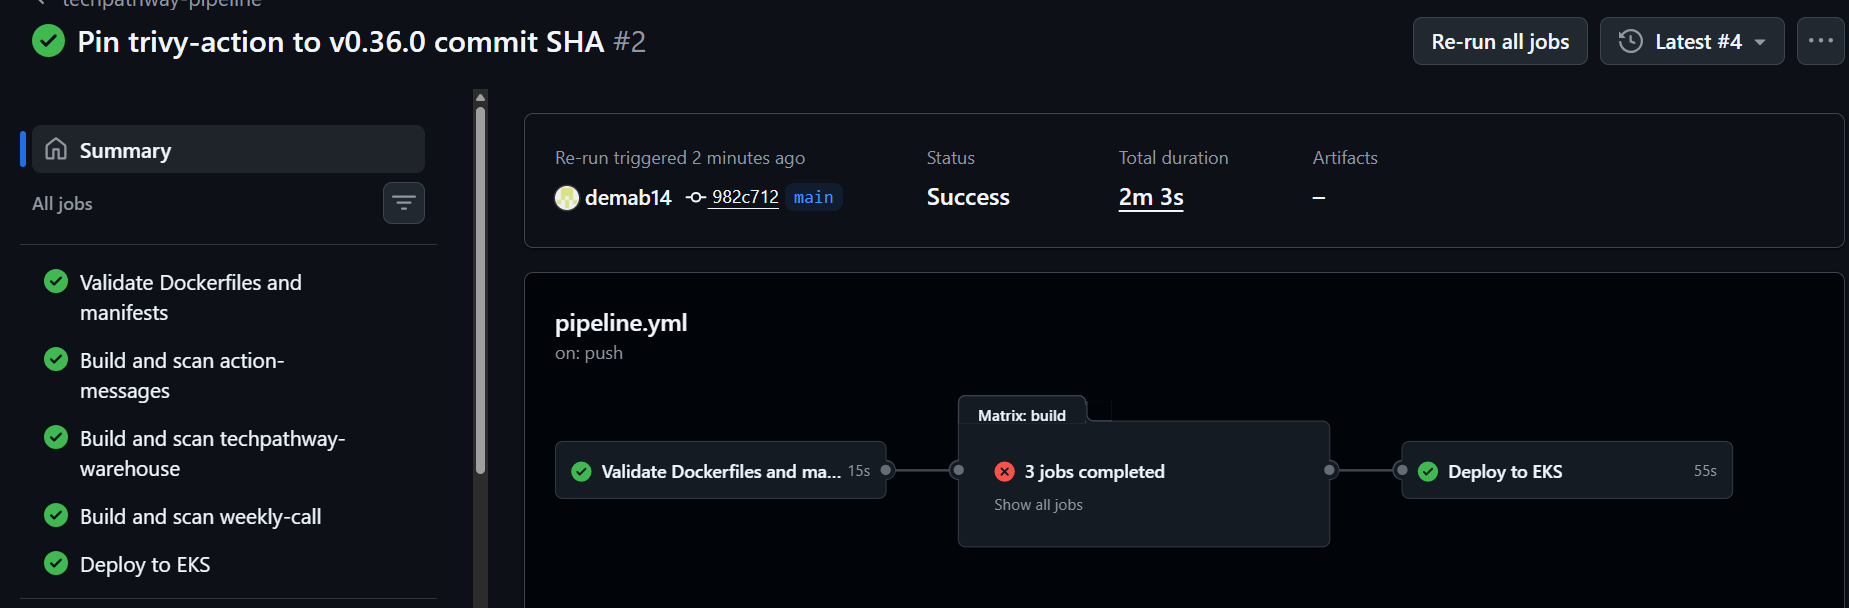 techpathway-pipeline
Pin trivy-action to v0.36.0 commit SHA #2
Re-run all jobs
Latest #4
Summary
All jobs
Validate Dockerfiles and
manifests
Build and scan action-
messages
Build and scan techpathway-
warehouse
Build and scan weekly-call
Deploy to EKS
Re-run triggered 2 minutes ago
demab14 982c712 main
Status
Success
Total duration
2m 3s
Artifacts
–
pipeline.yml
on: push
Validate Dockerfiles and ma... 15s
Matrix: build
3 jobs completed
Show all jobs
Deploy to EKS 55s